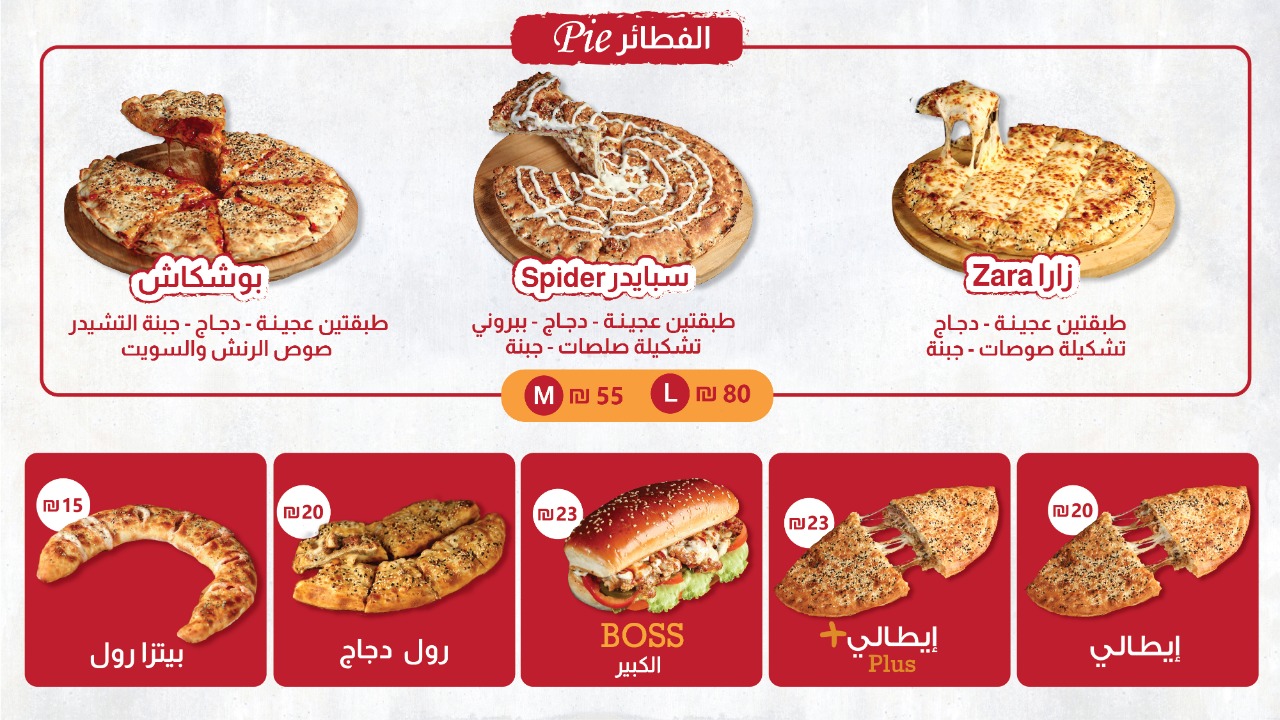 الفطائر Pie
زارا Zara
طبقتين عجينة - دجاج
تشكيلة صوصات - جبنة
سبايدر Spider
طبقتين عجينة - دجاج - ببروني
تشكيلة صلصات - جبنة
بوشكاش
طبقتين عجينة - دجاج - جبنة التشيدر
صوص الرنش والسويت
M ₪ 55 L ₪ 80
₪20
إيطالي
₪23
إيطالي+
Plus
₪23
BOSS
الكبير
₪20
رول دجاج
₪15
بيتزا رول